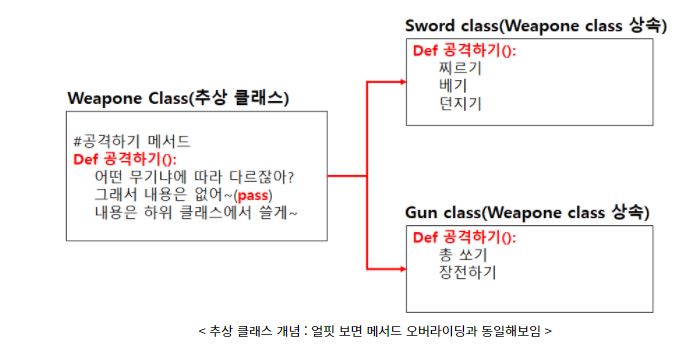 Weapone Class(추상 클래스)
#공격하기 메서드
Def 공격하기():
어떤 무기냐에 따라 다르잖아?
그래서 내용은 없어~(pass)
내용은 하위 클래스에서 쓸게~
Sword class(Weapone class 상속)
Def 공격하기():
찌르기
베기
던지기
Gun class(Weapone class 상속)
Def 공격하기():
총 쏘기
장전하기
< 추상 클래스 개념 : 얼핏 보면 메서드 오버라이딩과 동일해보임 >